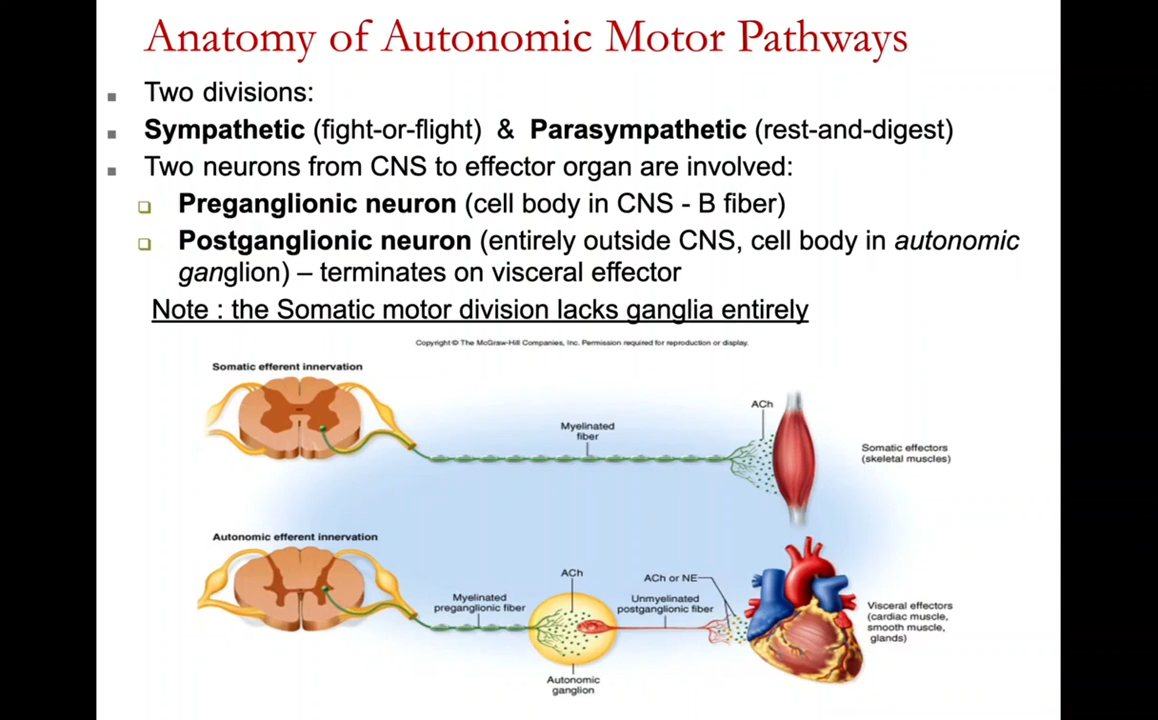 Anatomy of Autonomic Motor Pathways
Two divisions:
Sympathetic (fight-or-flight) & Parasympathetic (rest-and-digest)
Two neurons from CNS to effector organ are involved:
Preganglionic neuron (cell body in CNS - B fiber)
Postganglionic neuron (entirely outside CNS, cell body in autonomic
ganglion) – terminates on visceral effector
Note : the Somatic motor division lacks ganglia entirely
Copyright © The McGraw-Hill Companies, Inc. Permission required for reproduction or display.
Somatic efferent innervation
ACh
Myelinated
fiber
Somatic effectors
(skeletal muscles)
Autonomic efferent innervation
ACh
ACh or NE
Myelinated
preganglionic fiber
Unmyelinated
postganglionic fiber
Visceral effectors
(cardiac muscle,
smooth muscle,
glands)
Autonomic
ganglion